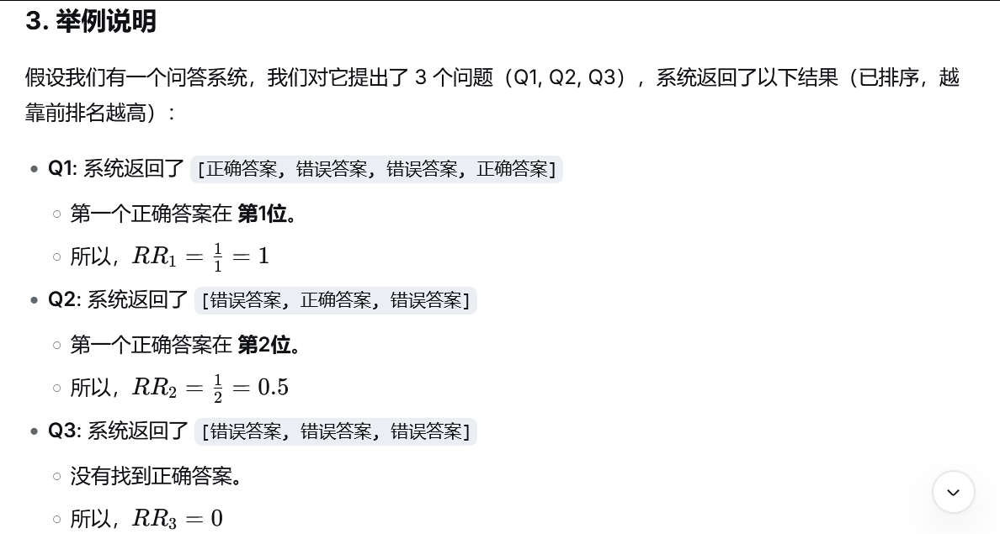 3. 举例说明
假设我们有一个问答系统，我们对它提出了 3 个问题（Q1, Q2, Q3），系统返回了以下结果（已排序，越
靠前排名越高）：
• Q1: 系统返回了 [正确答案, 错误答案, 错误答案, 正确答案]
◦ 第一个正确答案在 第1位。
◦ 所以，$RR_1 = \frac{1}{1} = 1$
• Q2: 系统返回了 [错误答案, 正确答案, 错误答案]
◦ 第一个正确答案在 第2位。
◦ 所以，$RR_2 = \frac{1}{2} = 0.5$
• Q3: 系统返回了 [错误答案, 错误答案, 错误答案]
◦ 没有找到正确答案。
◦ 所以，$RR_3 = 0$